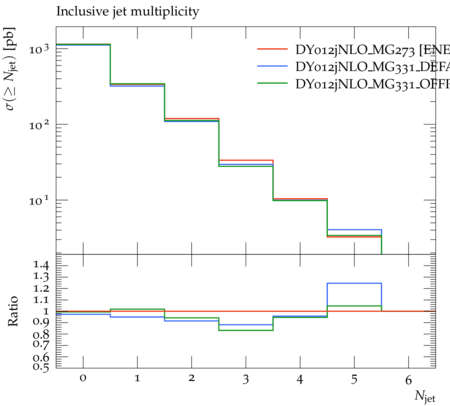 Inclusive jet multiplicity
σ(≥ Njet) [pb]
10³
10²
10¹
DY012jNLO_MG273 [ENE
DY012jNLO_MG331_DEFA
DY012jNLO_MG331_OFFI
Ratio
1.4
1.3
1.2
1.1
1
0.9
0.8
0.7
0.6
0.5
0 1 2 3 4 5 6
Njet